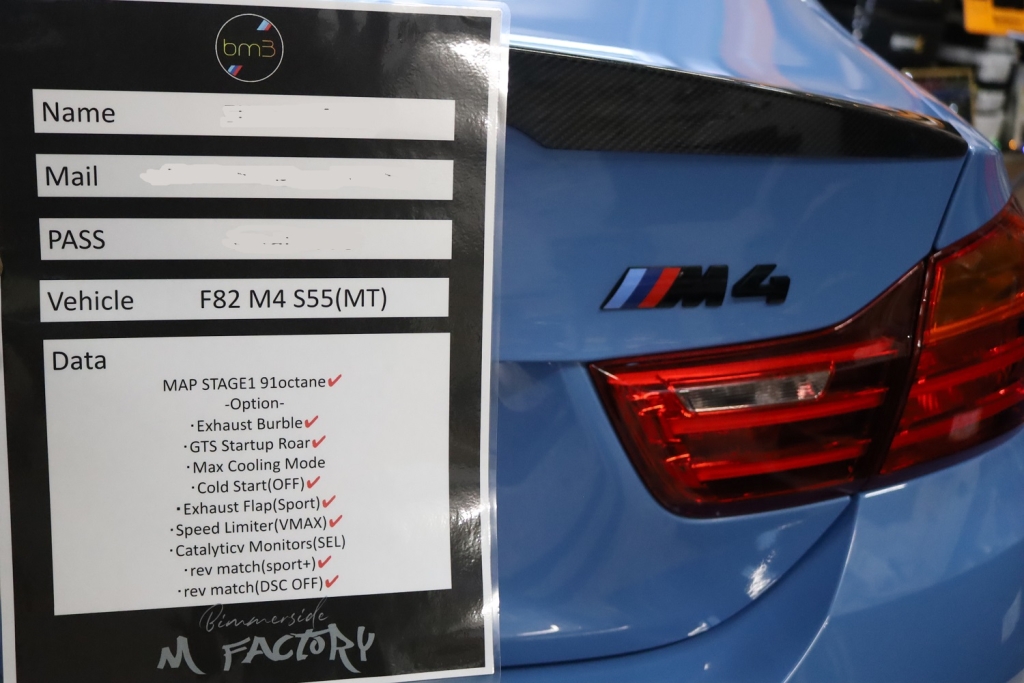 bm3
Name
Mail
PASS
Vehicle F82 M4 S55(MT)
Data
MAP STAGE1 91octane✔
-Option-
・Exhaust Burble✔
・GTS Startup Roar✔
・Max Cooling Mode
・Cold Start(OFF)✔
・Exhaust Flap(Sport)✔
・Speed Limiter(VMAX)✔
・Catalyticv Monitors(SEL)
・rev match(sport+)✔
・rev match(DSC OFF)✔
Bimmerside
M FACTORY
M4